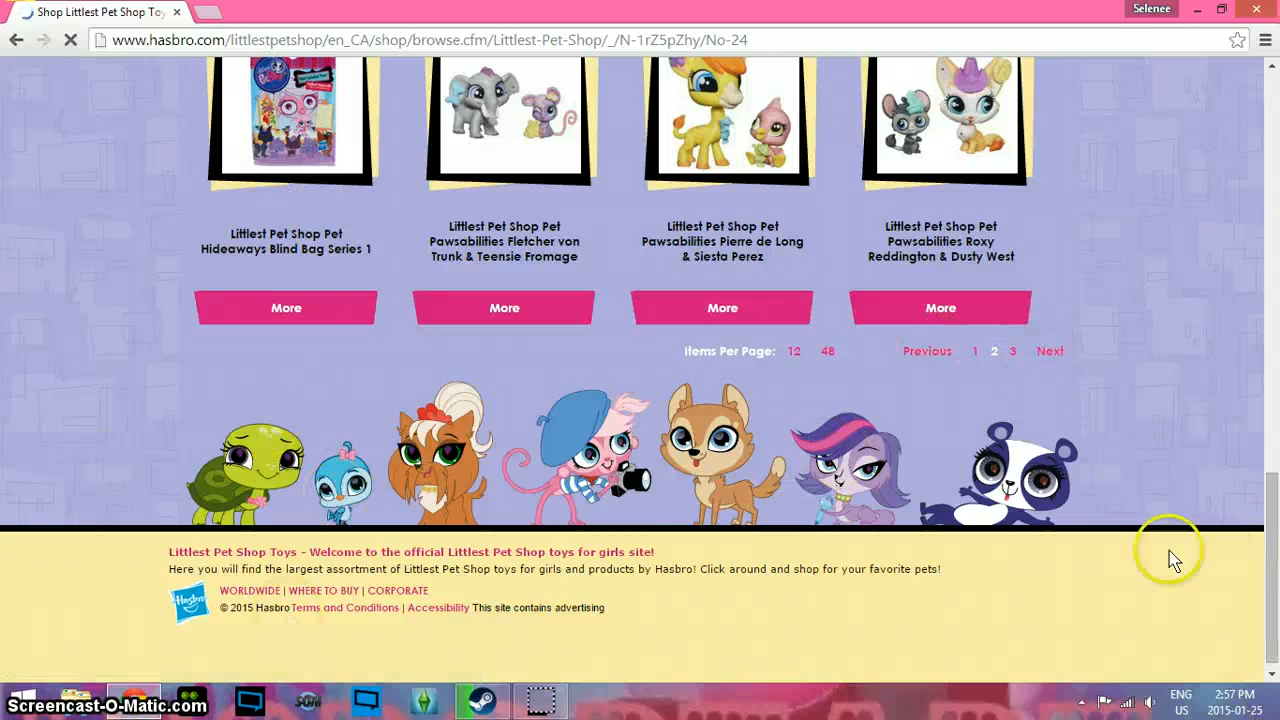 Shop Littlest Pet Shop Toy
Selenee
www.hasbro.com/littlestpetshop/en_CA/shop/browse.cfm/Littlest-Pet-Shop/_/N-1rZ5pZhy/No-24
Littlest Pet Shop Pet
Hideaways Blind Bag Series 1
Littlest Pet Shop Pet
Pawsabilities Fletcher von
Trunk & Teensie Fromage
Littlest Pet Shop Pet
Pawsabilities Pierre de Long
& Siesta Perez
Littlest Pet Shop Pet
Pawsabilities Roxy
Reddington & Dusty West
More
More
More
More
Items Per Page: 12 48 Previous 1 2 3 Next
Littlest Pet Shop Toys - Welcome to the official Littlest Pet Shop toys for girls site!
Here you will find the largest assortment of Littlest Pet Shop toys for girls and products by Hasbro! Click around and shop for your favorite pets!
Hasbro
WORLDWIDE | WHERE TO BUY | CORPORATE
© 2015 Hasbro Terms and Conditions | Accessibility This site contains advertising
Screencast-O-Matic.com
ENG
US
2:57 PM
2015-01-25